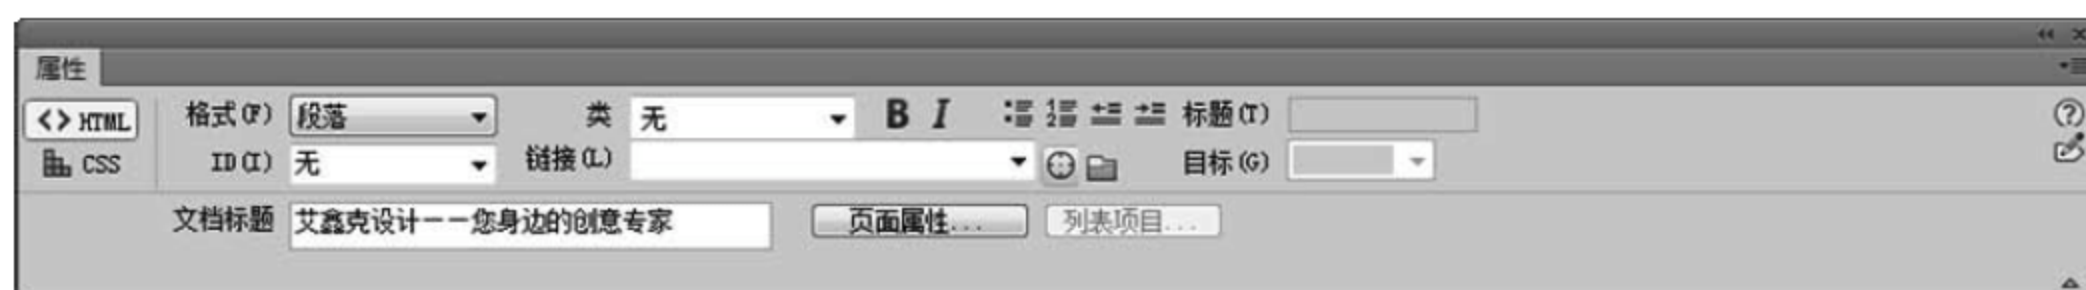 属性
<> HTML 格式(F) 段落 类 无 B I 标题(T)
CSS ID(I) 无 链接(L) 目标(G)
文档标题 艾鑫克设计——您身边的创意专家 页面属性... 列表项目...